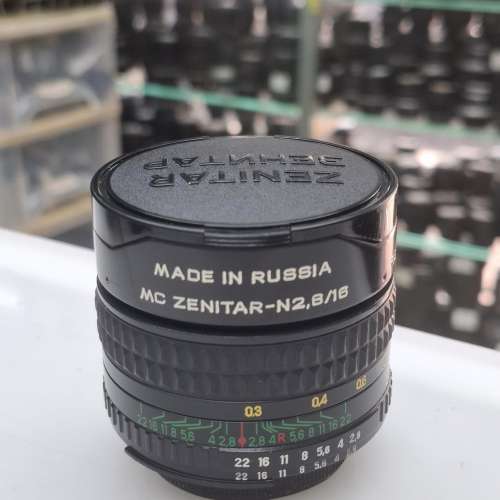 ZENITAR
ЗЕНИТАР
MADE IN RUSSIA
MC ZENITAR-N2,8/16
0.3 0.4 0.6
22 16 11 8 5.6 4 2.8 2.8 4 R 5.6 8 11 16 22
22 16 11 8 5.6 4 2.8
22 16 11 8 5.6 4 2.8